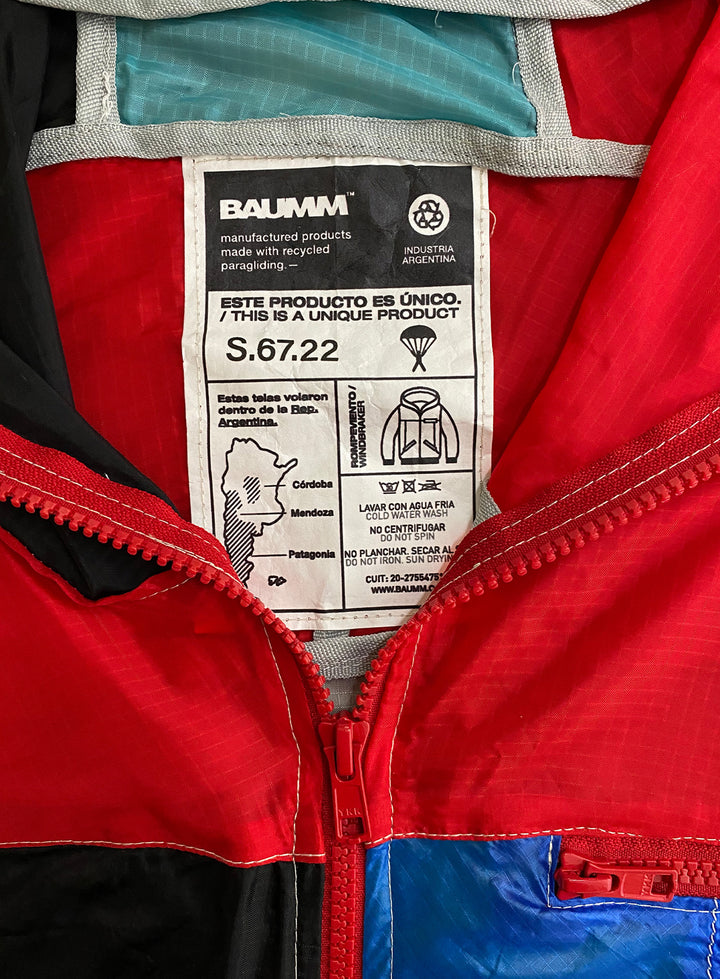 BAUMM™
manufactured products
made with recycled
paragliding.—
INDUSTRIA
ARGENTINA
ESTE PRODUCTO ES ÚNICO.
/ THIS IS A UNIQUE PRODUCT
S.67.22
Estas telas volaron
dentro de la Rep.
Argentina.
Córdoba
Mendoza
Patagonia
ROMPEVIENTO /
WINDBRAKER
LAVAR CON AGUA FRIA
COLD WATER WASH
NO CENTRIFUGAR
DO NOT SPIN
NO PLANCHAR. SECAR AL
DO NOT IRON. SUN DRYIN
CUIT: 20-2755475
WWW.BAUMM.C
YKK
YKK